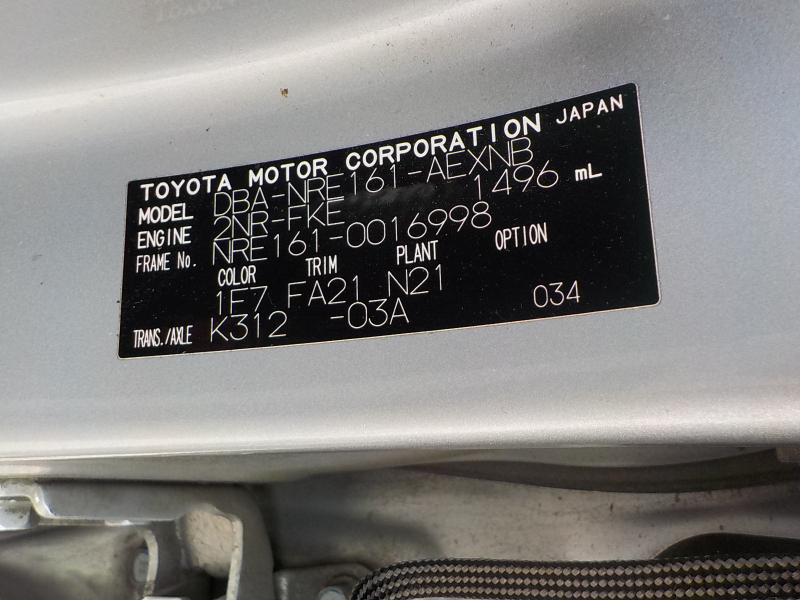 TOYOTA MOTOR CORPORATION JAPAN
MODEL DBA-NRE161-AEXNB
ENGINE 2NR-FKE 1496 mL
FRAME No. NRE161-0016998
COLOR TRIM PLANT OPTION
1F7 FA21 N21
TRANS./AXLE K312 -03A 034